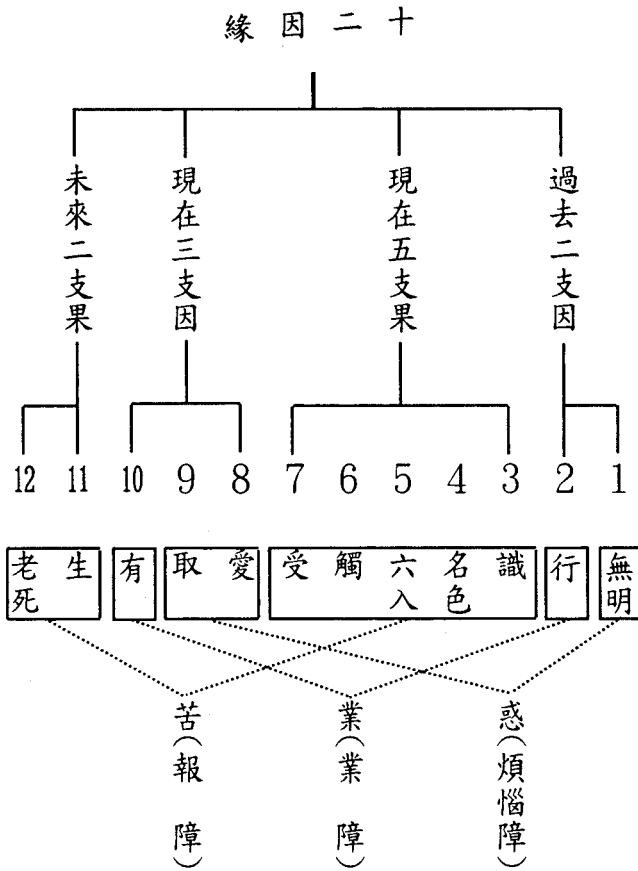 十二因緣
過去二支因
現在五支果
現在三支因
未來二支果
1
2
3
4
5
6
7
8
9
10
11
12
無明
行
識
名色
六入
觸
受
愛
取
有
生
老死
惑(煩惱障)
業(業障)
苦(報障)